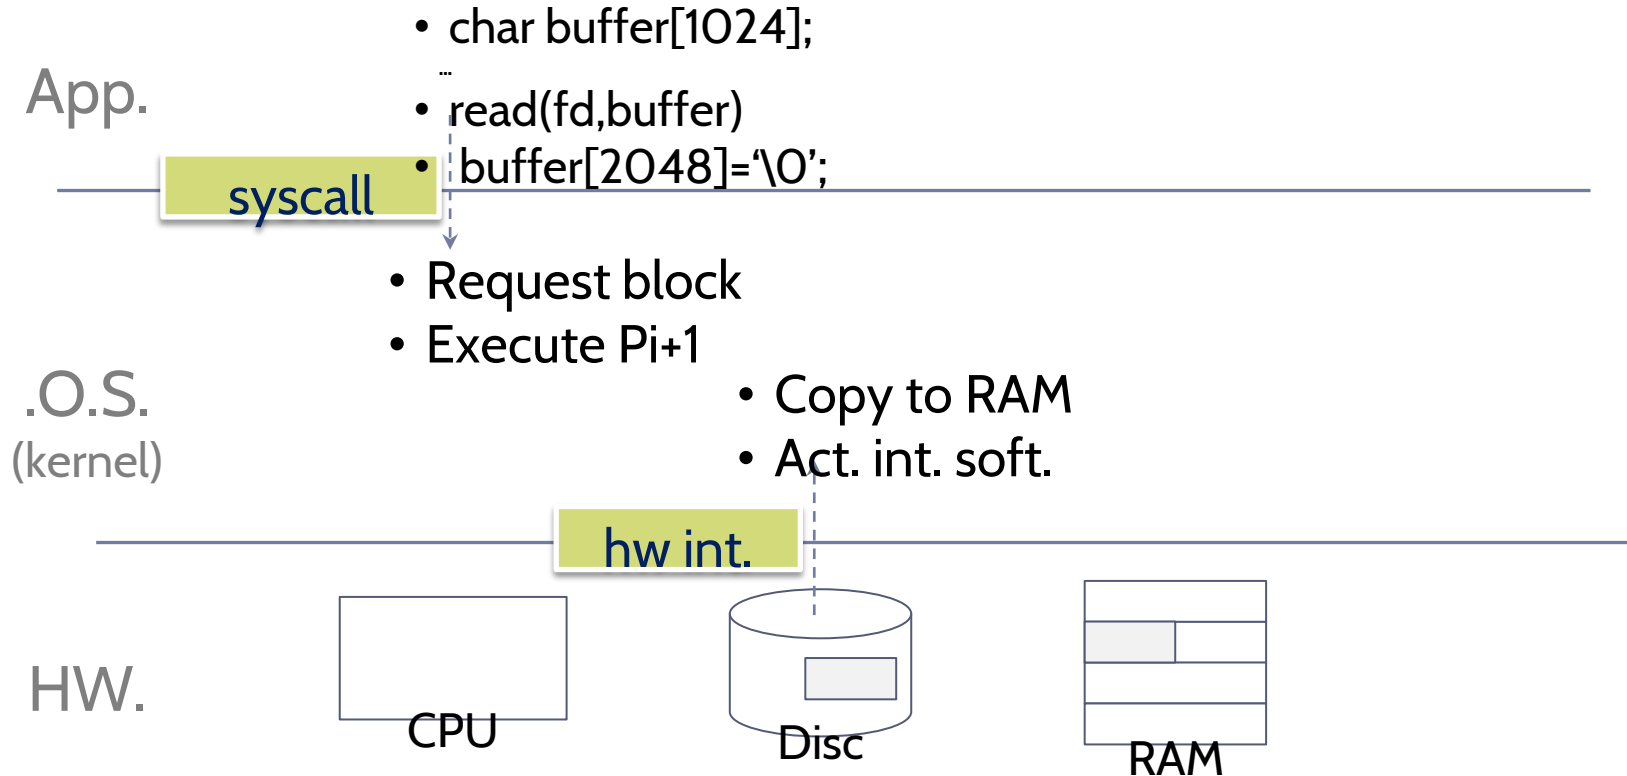 • char buffer[1024];
...
App.
• read(fd,buffer)
• buffer[2048]=‘\0’;
syscall
• Request block
• Execute Pi+1
.O.S.
(kernel)
• Copy to RAM
• Act. int. soft.
hw int.
HW.
CPU
Disc
RAM